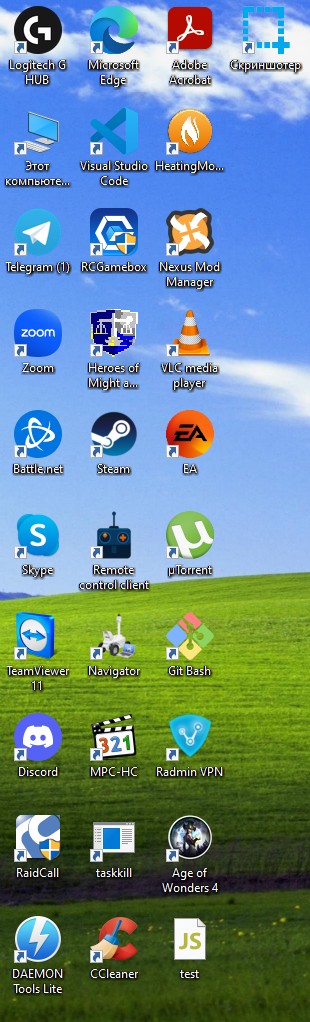 Logitech G
HUB
Microsoft
Edge
Adobe
Acrobat
Скриншотер
Этот
компьюте...
Visual Studio
Code
HeatingMo...
Telegram (1)
RCGamebox
Nexus Mod
Manager
zoom
Zoom
Heroes of
Might a...
VLC media
player
Battle.net
Steam
EA
EA
S
Skype
Remote
control client
µ
µTorrent
TeamViewer
11
Navigator
Git Bash
Discord
321
MPC-HC
Radmin VPN
RaidCall
taskkill
Age of
Wonders 4
DAEMON
Tools Lite
CCleaner
JS
test